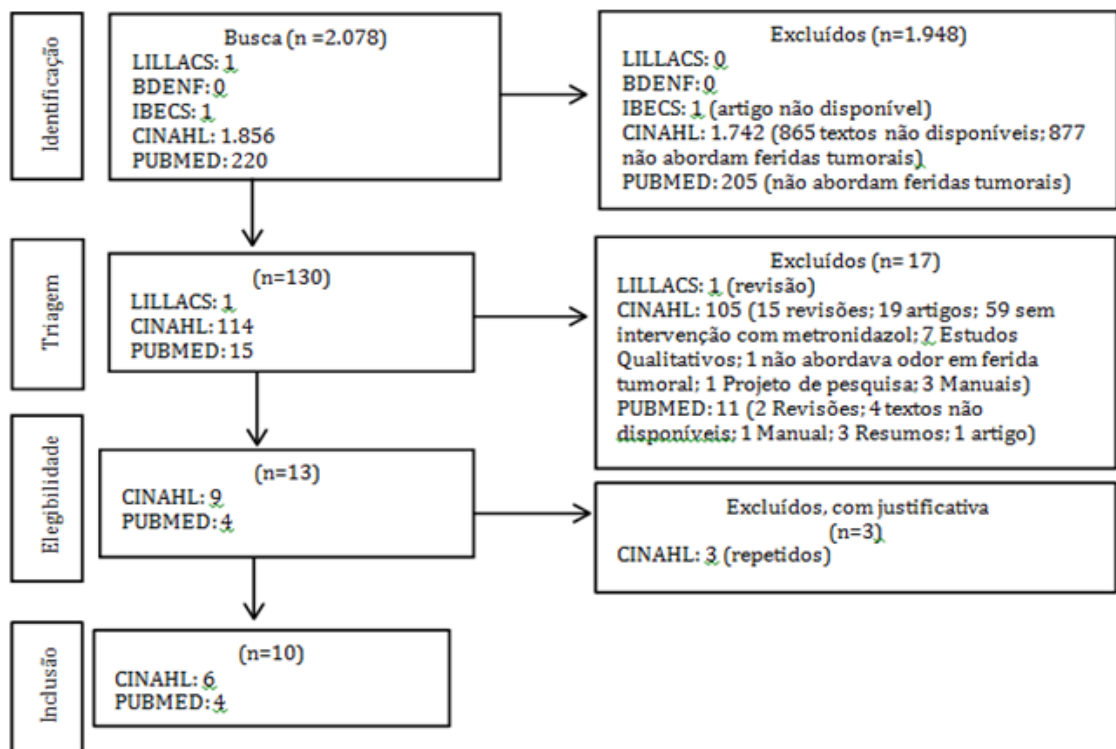 Identificação
Busca (n =2.078)
LILLACS: 1
BDENF: 0
IBECS: 1
CINAHL: 1.856
PUBMED: 220
Excluídos (n=1.948)
LILLACS: 0
BDENF: 0
IBECS: 1 (artigo não disponível)
CINAHL: 1.742 (865 textos não disponíveis; 877
não abordam feridas tumorais)
PUBMED: 205 (não abordam feridas tumorais)
Triagem
(n=130)
LILLACS: 1
CINAHL: 114
PUBMED: 15
Excluídos (n= 17)
LILLACS: 1 (revisão)
CINAHL: 105 (15 revisões; 19 artigos; 59 sem
intervenção com metronidazol; 7 Estudos
Qualitativos; 1 não abordava odor em ferida
tumoral; 1 Projeto de pesquisa; 3 Manuais)
PUBMED: 11 (2 Revisões; 4 textos não
disponíveis; 1 Manual; 3 Resumos; 1 artigo)
Elegibilidade
(n=13)
CINAHL: 9
PUBMED: 4
Excluídos, com justificativa
(n=3)
CINAHL: 3 (repetidos)
Inclusão
(n=10)
CINAHL: 6
PUBMED: 4